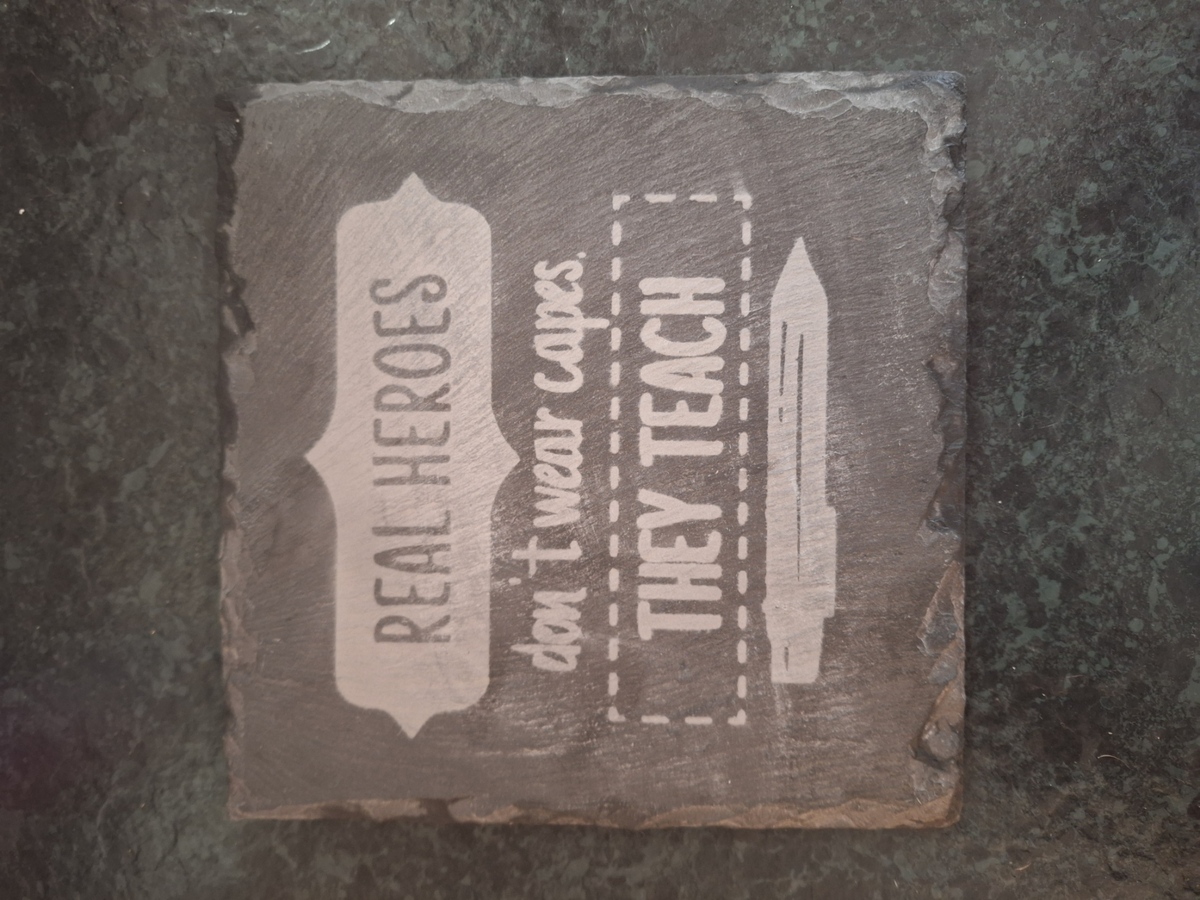 REAL HEROES
don't wear capes.
THEY TEACH